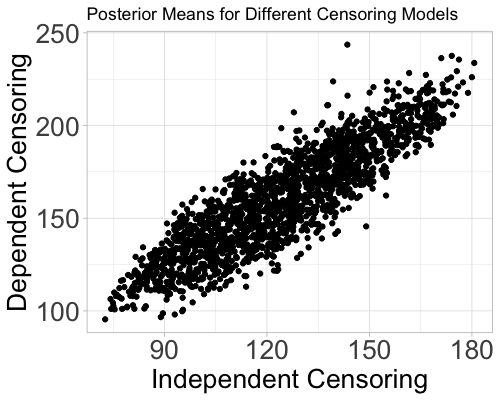 Posterior Means for Different Censoring Models
250
200
150
100
Dependent Censoring
90 120 150 180
Independent Censoring